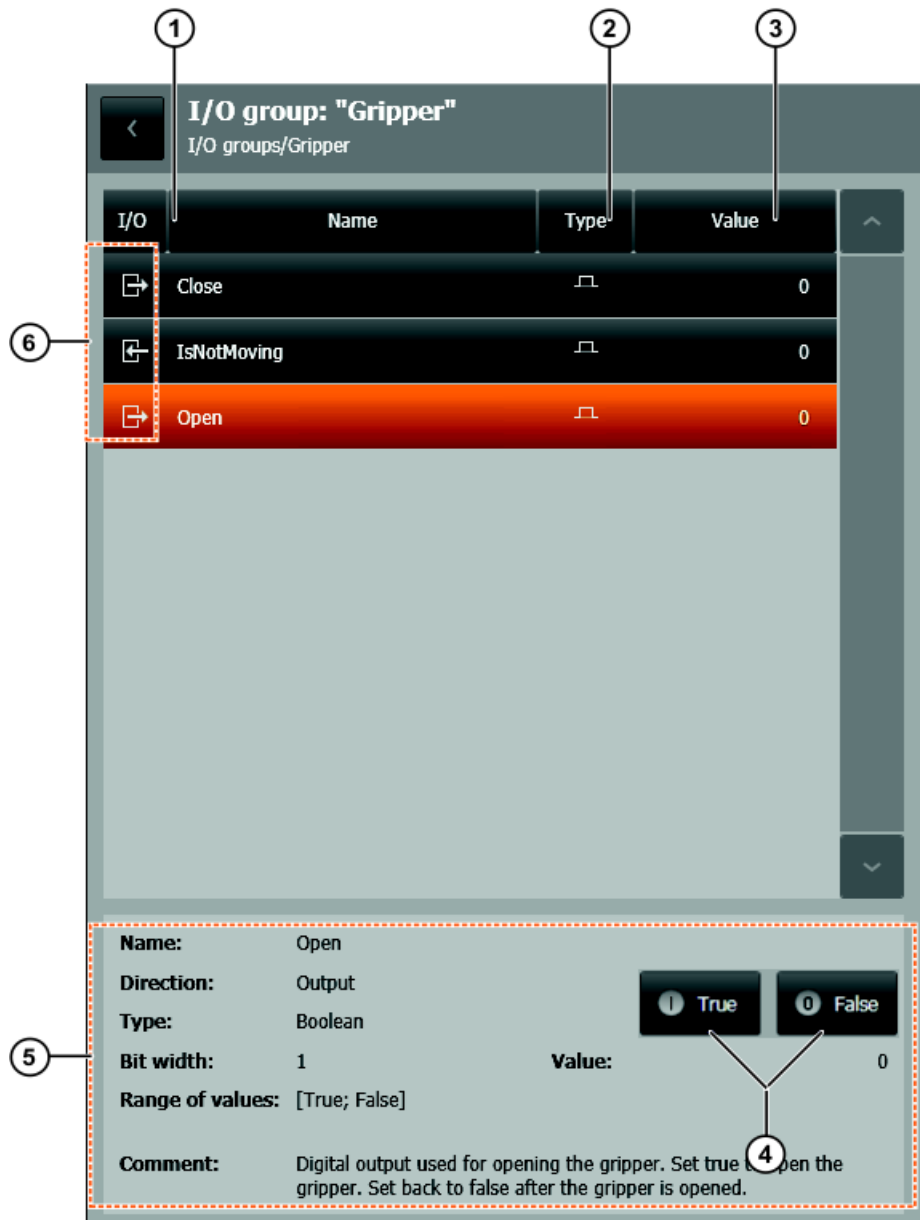 1 2 3
I/O group: "Gripper"
I/O groups/Gripper
I/O Name Type Value
Close 0
6
IsNotMoving 0
Open 0
Name: Open
Direction: Output
True False
Type: Boolean
5
Bit width: 1 Value: 0
Range of values: [True; False]
4
Comment: Digital output used for opening the gripper. Set true the
gripper. Set back to false after the gripper is opened.